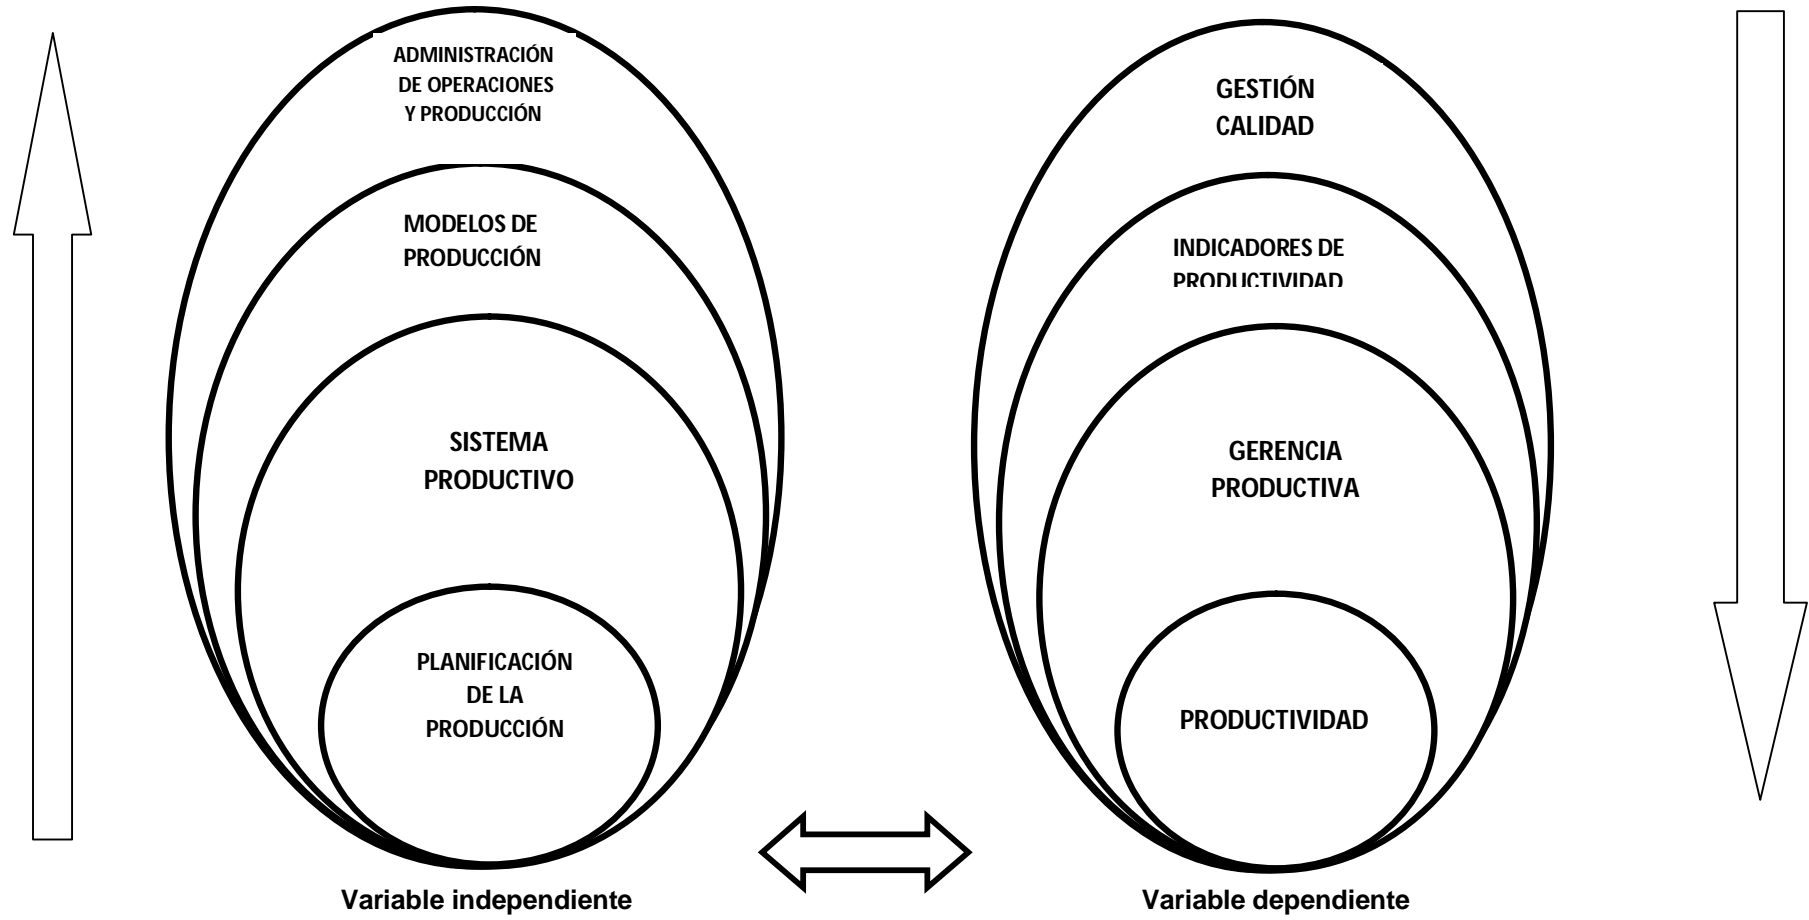 ADMINISTRACIÓN
DE OPERACIONES
Y PRODUCCIÓN
MODELOS DE
PRODUCCIÓN
SISTEMA
PRODUCTIVO
PLANIFICACIÓN
DE LA
PRODUCCIÓN
Variable independiente
GESTIÓN
CALIDAD
INDICADORES DE
PRODUCTIVIDAD
GERENCIA
PRODUCTIVA
PRODUCTIVIDAD
Variable dependiente